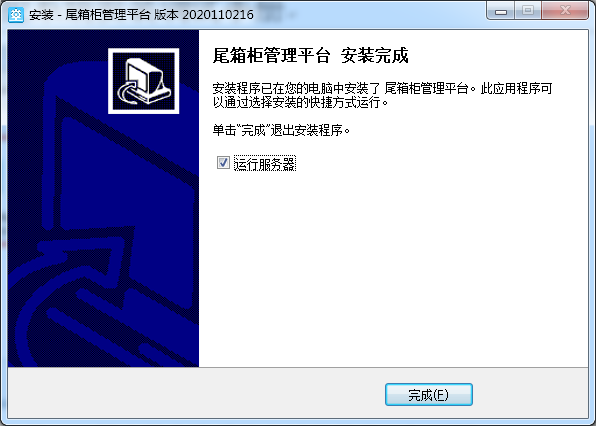 安装 - 尾箱柜管理平台 版本 2020110216
尾箱柜管理平台 安装完成
安装程序已在您的电脑中安装了 尾箱柜管理平台。此应用程序可
以通过选择安装的快捷方式运行。
单击“完成”退出安装程序。
运行服务器
完成(F)